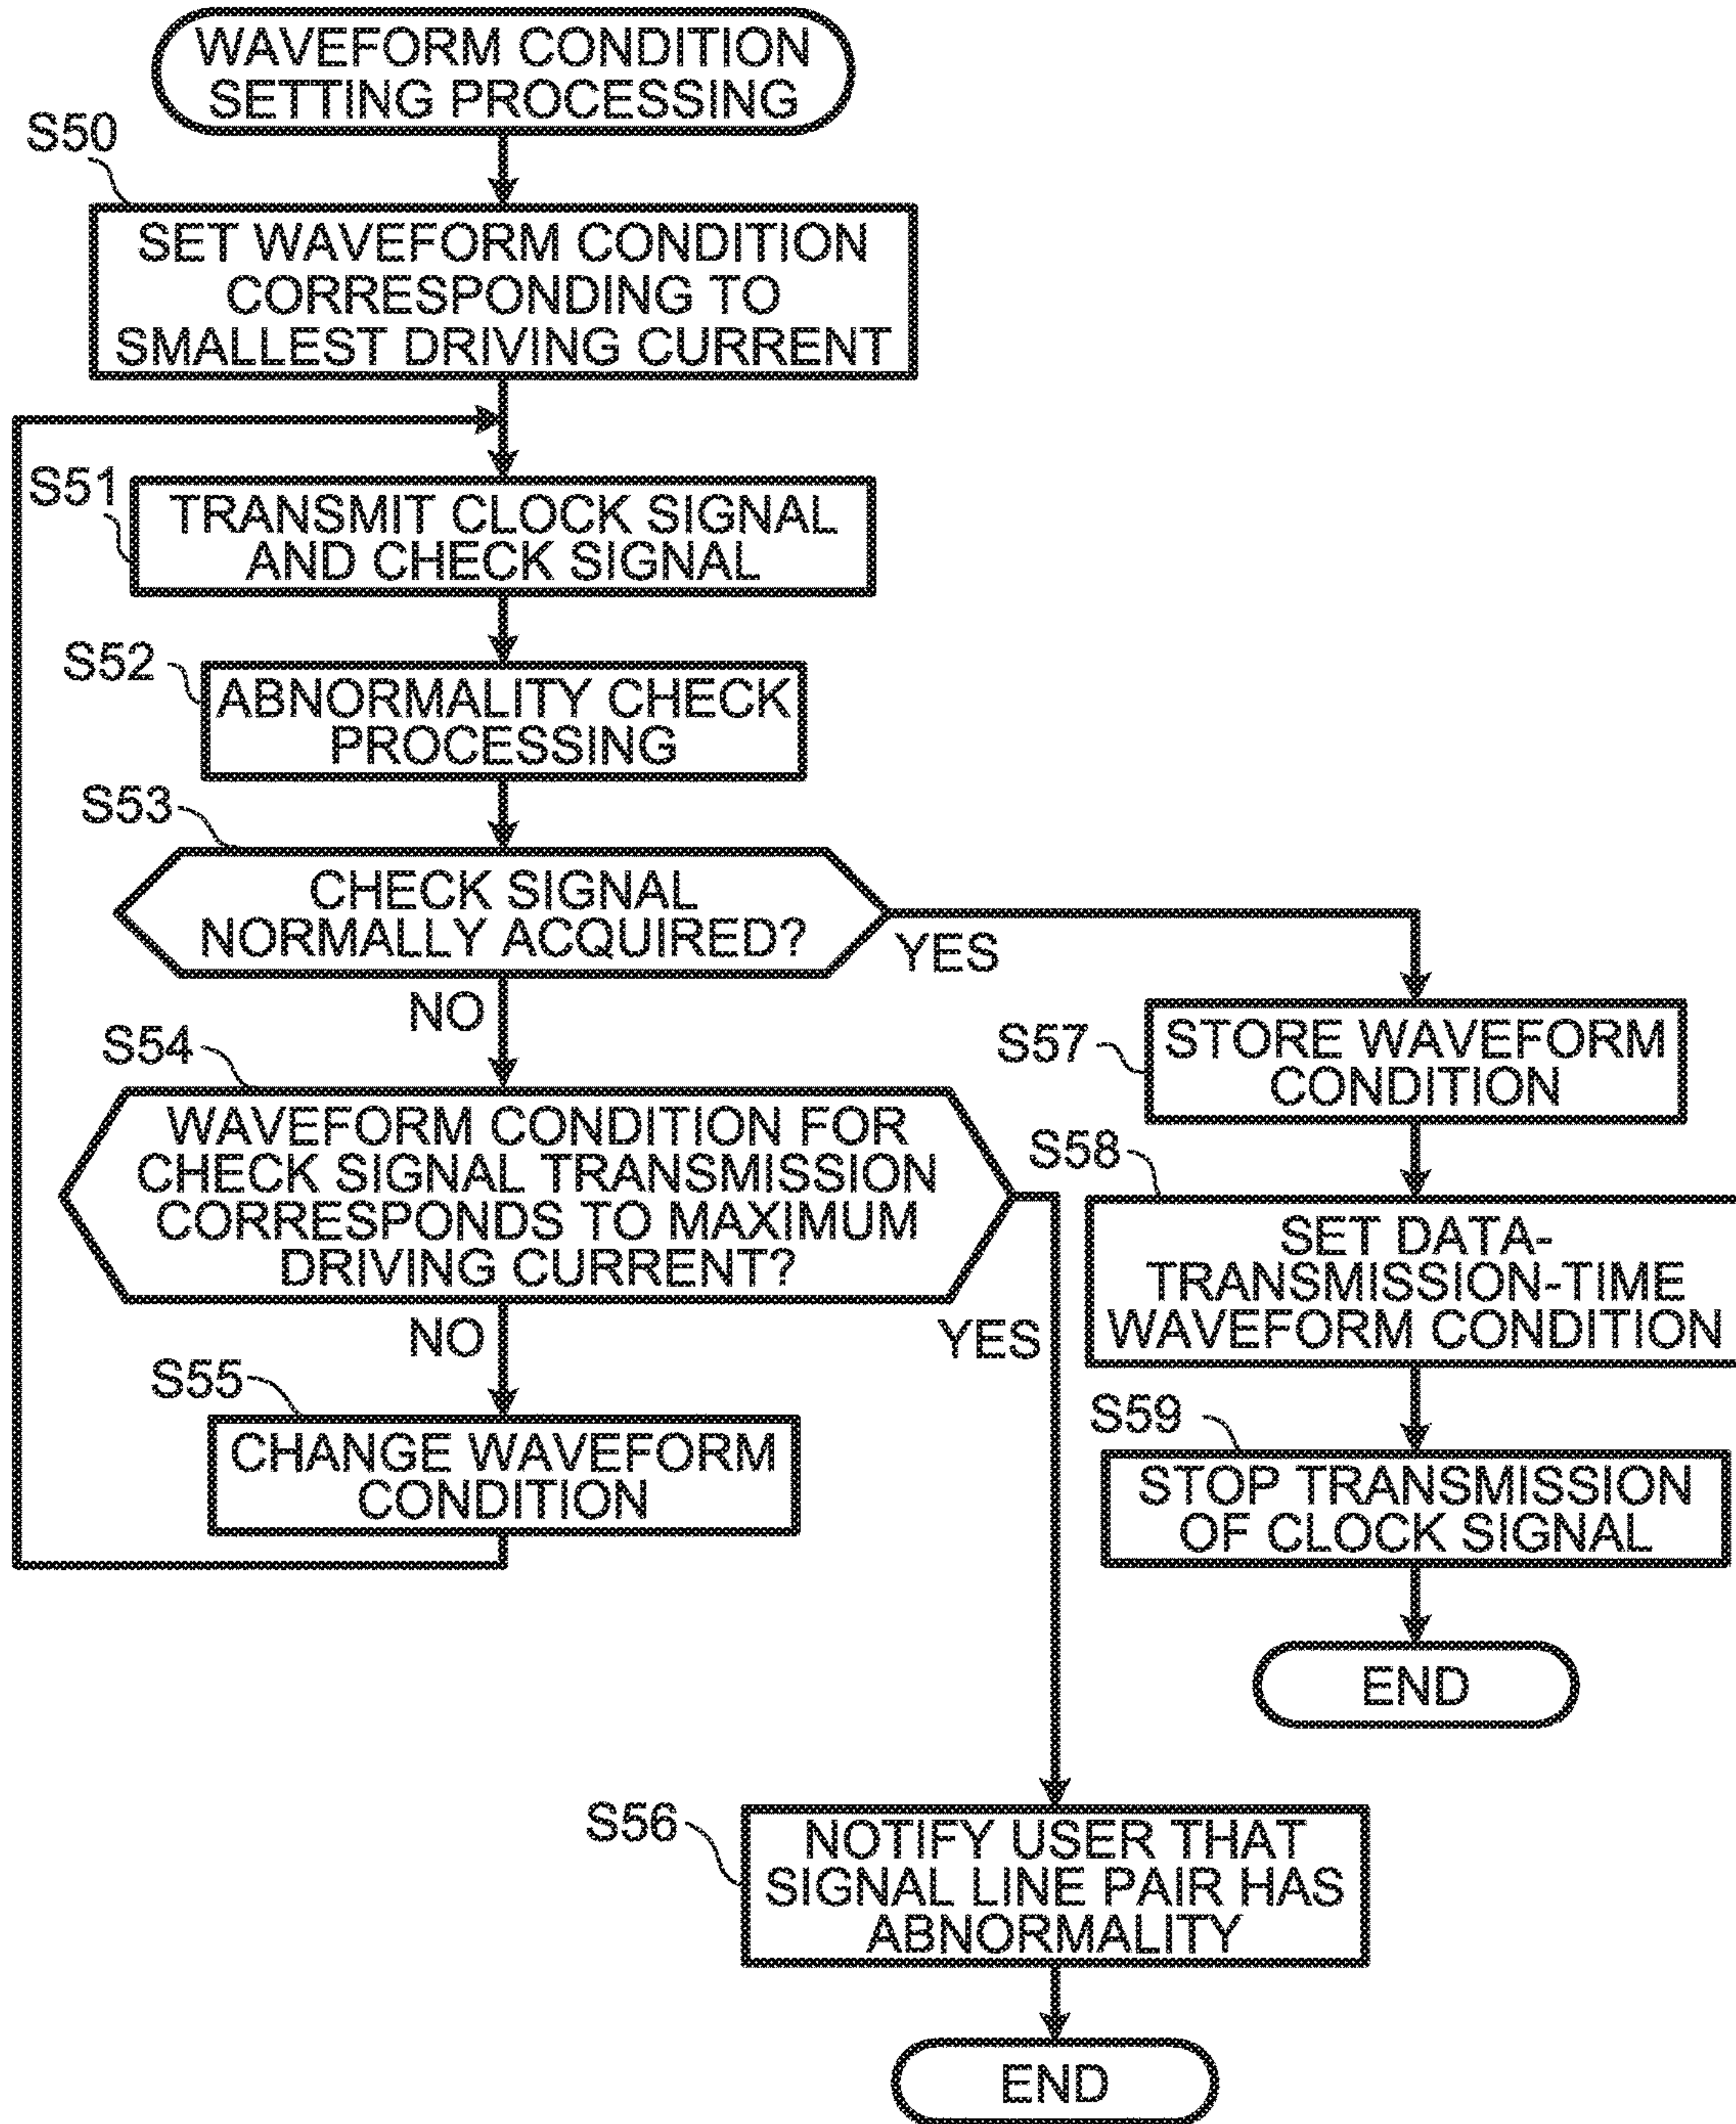 WAVEFORM CONDITION
SETTING PROCESSING
S50
SET WAVEFORM CONDITION
CORRESPONDING TO
SMALLEST DRIVING CURRENT
S51
TRANSMIT CLOCK SIGNAL
AND CHECK SIGNAL
S52
ABNORMALITY CHECK
PROCESSING
S53
CHECK SIGNAL
NORMALLY ACQUIRED?
YES
NO
S54
WAVEFORM CONDITION FOR
CHECK SIGNAL TRANSMISSION
CORRESPONDS TO MAXIMUM
DRIVING CURRENT?
NO
YES
S55
CHANGE WAVEFORM
CONDITION
S57
STORE WAVEFORM
CONDITION
S58
SET DATA-
TRANSMISSION-TIME
WAVEFORM CONDITION
S59
STOP TRANSMISSION
OF CLOCK SIGNAL
END
S56
NOTIFY USER THAT
SIGNAL LINE PAIR HAS
ABNORMALITY
END